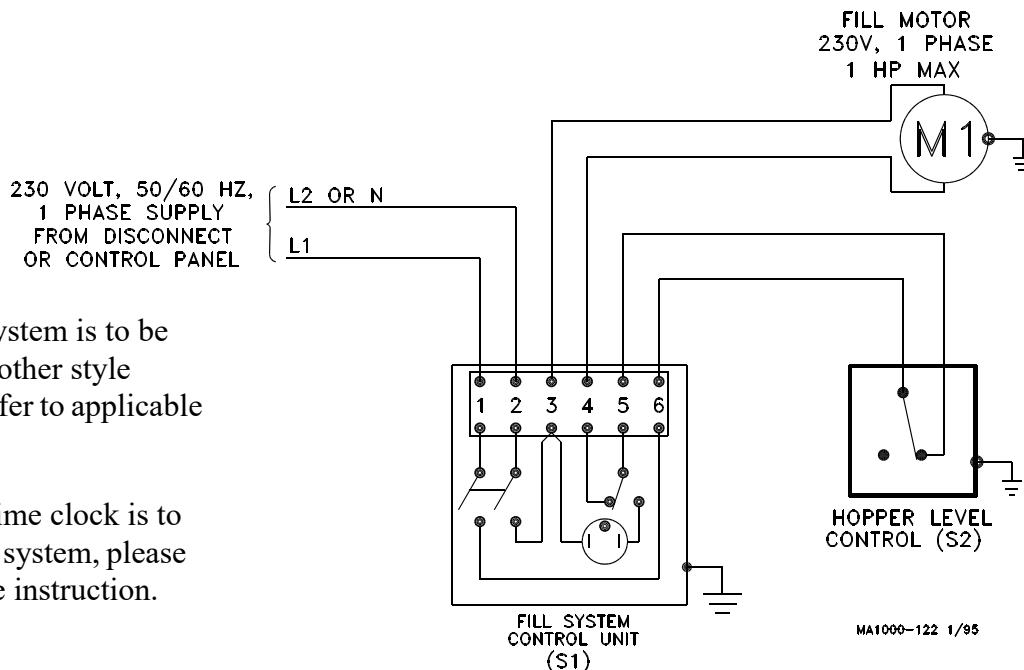 FILL MOTOR
230V, 1 PHASE
1 HP MAX
M1
230 VOLT, 50/60 HZ,
1 PHASE SUPPLY
FROM DISCONNECT
OR CONTROL PANEL
L2 OR N
L1
ystem is to be
other style
fer to applicable
ime clock is to
system, please
e instruction.
1 2 3 4 5 6
HOPPER LEVEL
CONTROL (S2)
FILL SYSTEM
CONTROL UNIT
(S1)
MA1000-122 1/95